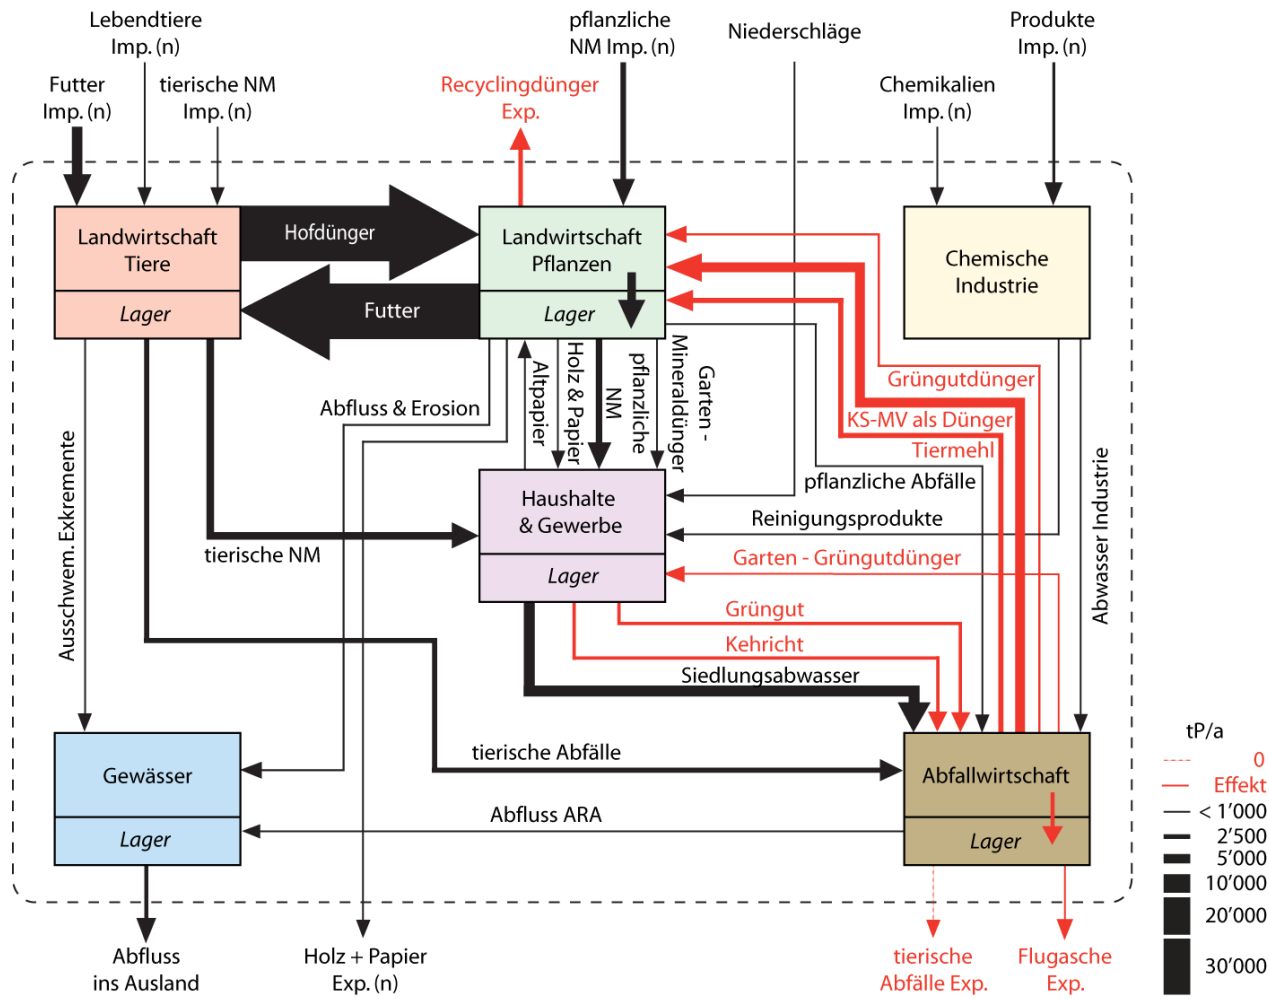 Lebendtiere
Imp. (n)
pflanzliche
NM Imp. (n)
Niederschläge
Produkte
Imp. (n)
Futter
Imp. (n)
tierische NM
Imp. (n)
Recyclingdünger
Exp.
Chemikalien
Imp. (n)
Landwirtschaft
Tiere
Lager
Hofdünger
Futter
Landwirtschaft
Pflanzen
Lager
Chemische
Industrie
Abfluss & Erosion
Altpapier
Holz & Papier
NM
pflanzliche
Mineraldünger
Garten -
Grüngutdünger
KS-MV als Dünger
Tiermehl
pflanzliche Abfälle
Haushalte
& Gewerbe
Lager
Reinigungsprodukte
Garten - Grüngutdünger
Abwasser Industrie
Ausschwem. Exkremente
tierische NM
Grüngut
Kehricht
Siedlungsabwasser
tierische Abfälle
Gewässer
Lager
Abfluss ARA
Abfallwirtschaft
Lager
tP/a
0
Effekt
< 1’000
2’500
5’000
10’000
20’000
30’000
Abfluss
ins Ausland
Holz + Papier
Exp. (n)
tierische
Abfälle Exp.
Flugasche
Exp.